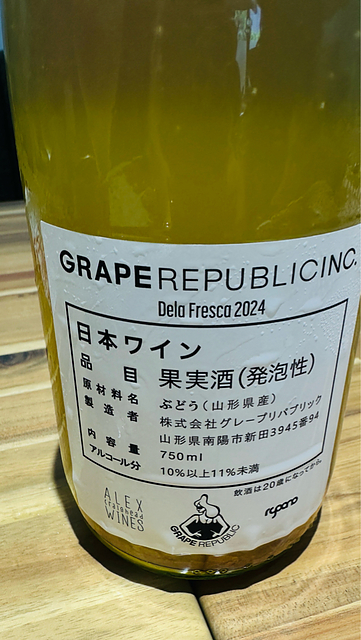 GRAPEREPUBLICINC.
Dela Fresca 2024
日本ワイン
品目 果実酒(発泡性)
原材料名 ぶどう(山形県産)
製造者 株式会社グレープリパブリック
山形県南陽市新田3945番94
内容量 750ml
アルコール分 10%以上11%未満
飲酒は20歳になってから。
ALEX
craighead
WINES
GRAPE REPUBLIC